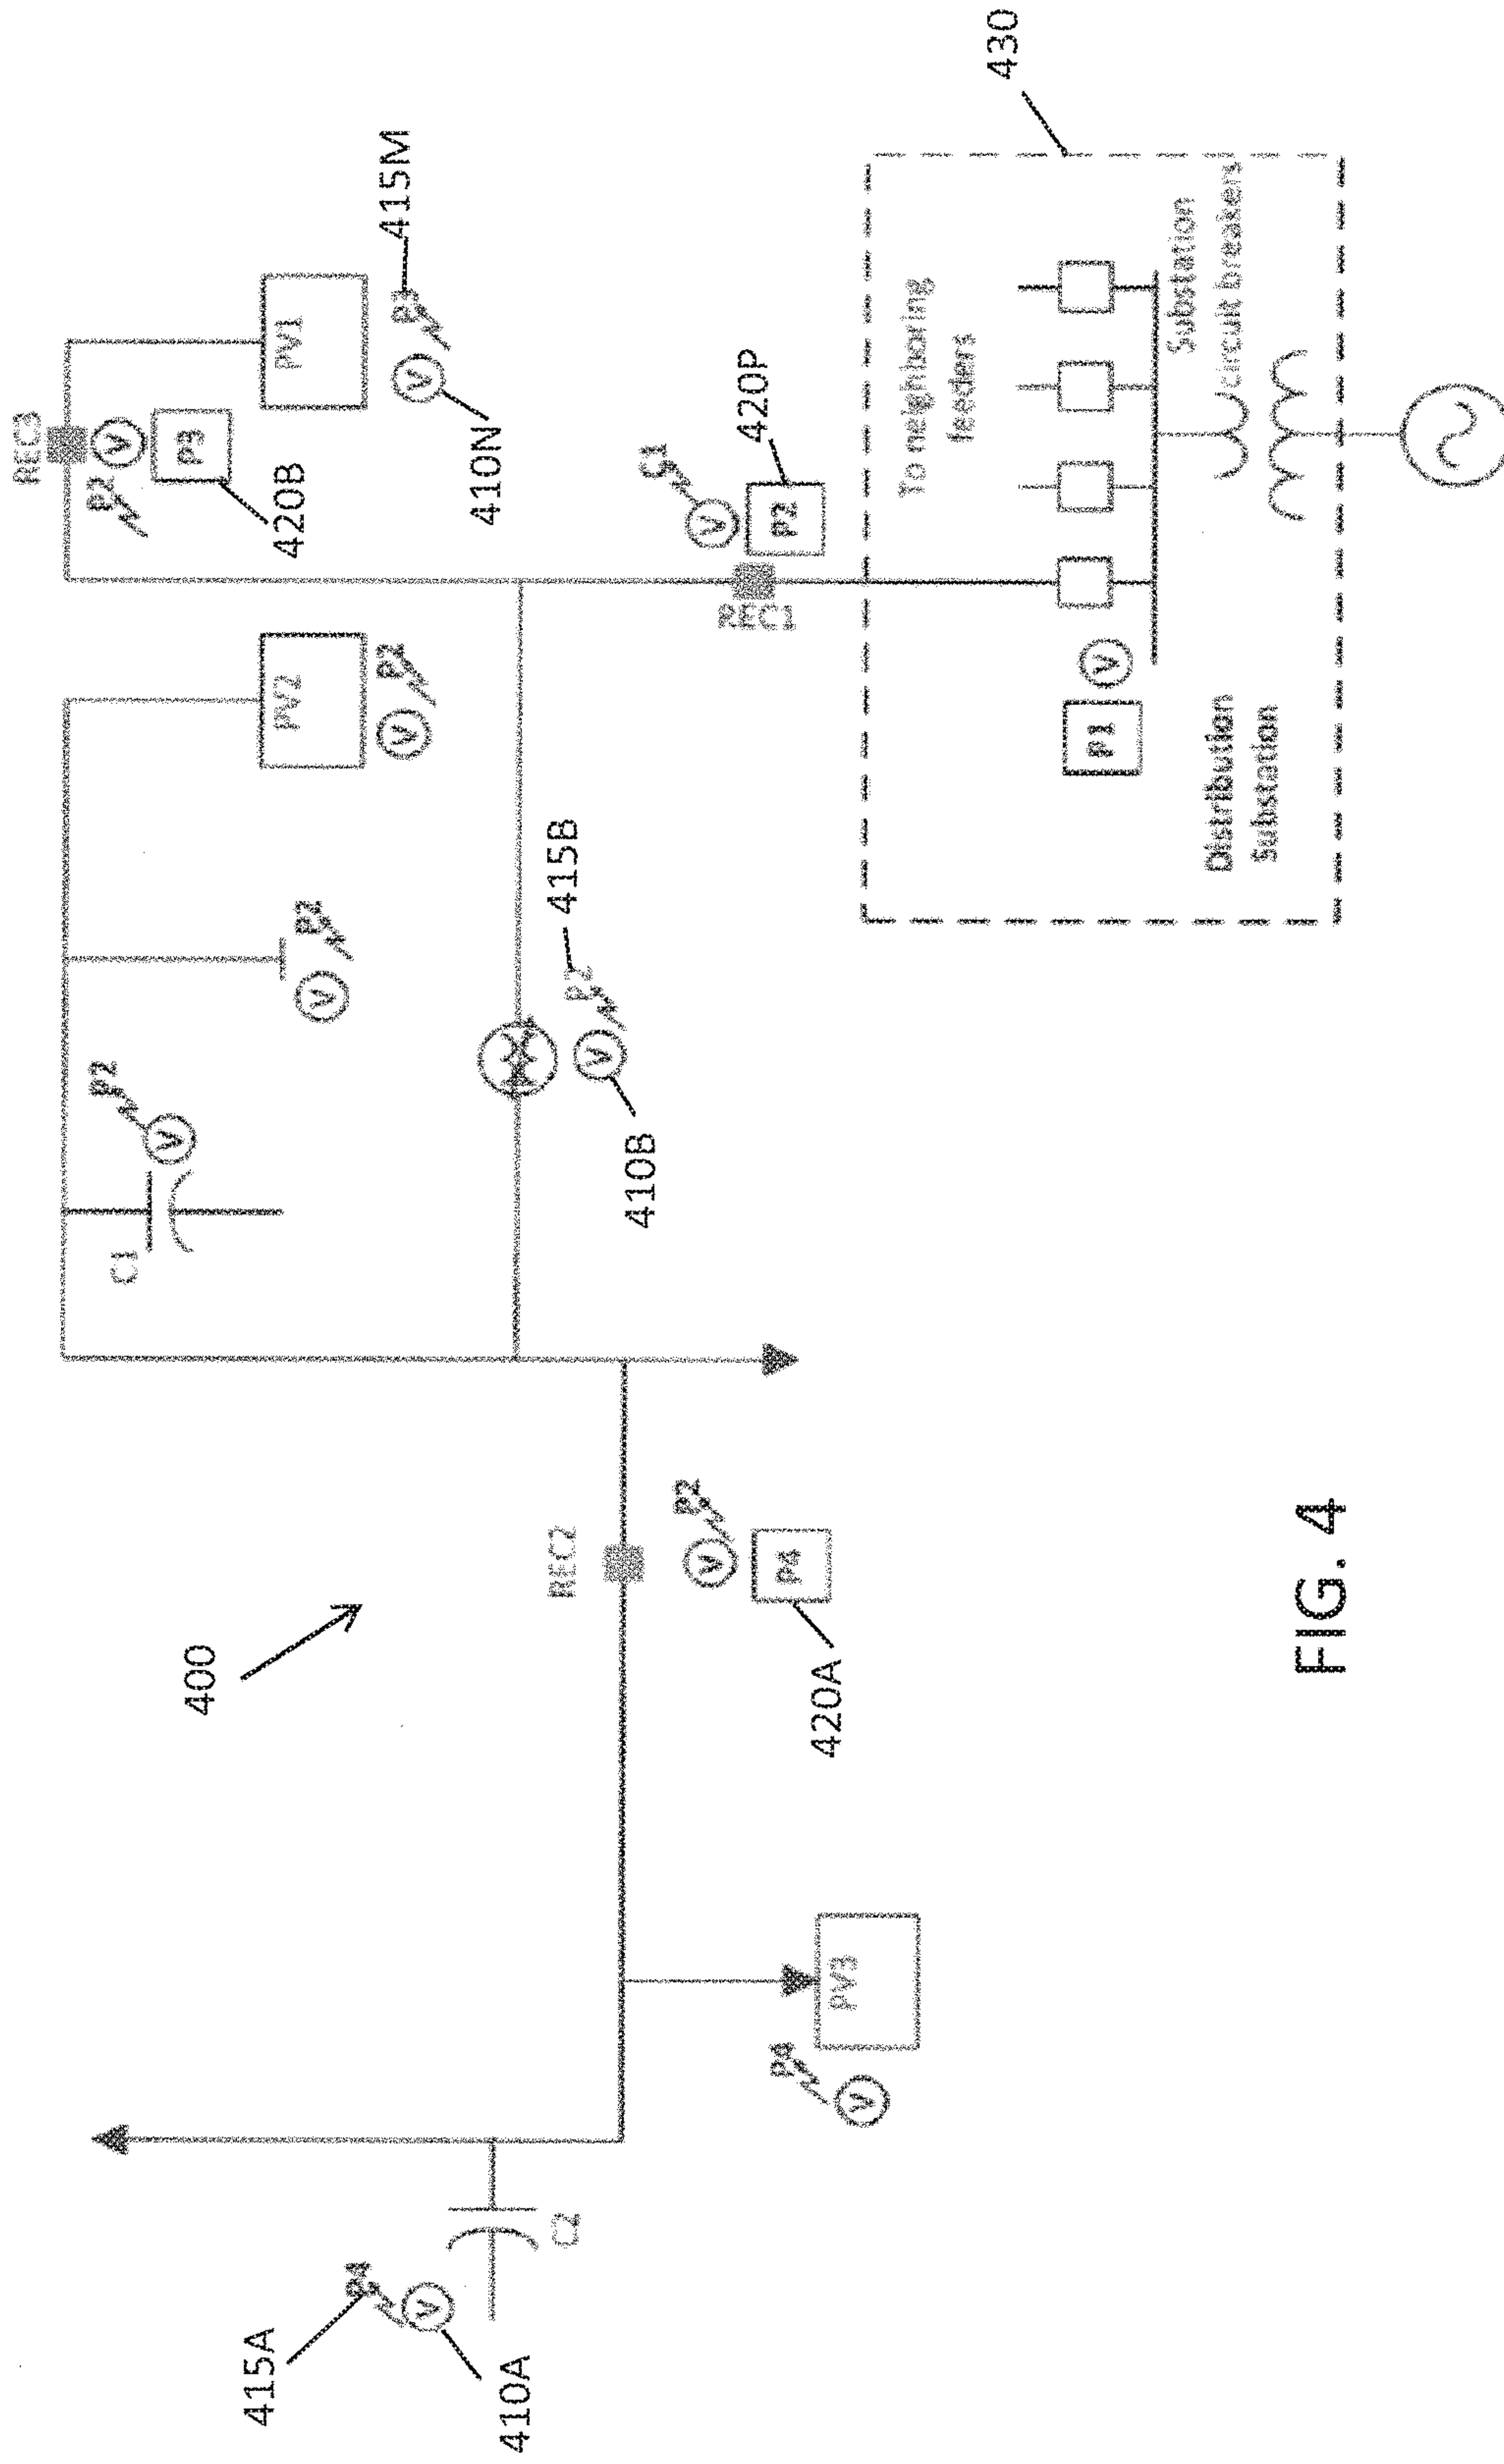 REC3
P2
V
P3
420B
PV1
V
P3
415M
410N
PV2
V
P2
V
P2
P2
V
C1
415B
P2
V
410B
C1
V
P2
420P
REC1
430
To neighboring
feeders
Substation
circuit breakers
V
P1
Distribution
Substation
400
REC2
P2
V
P4
420A
PV3
P4
V
C2
P4
V
415A
410A
FIG. 4